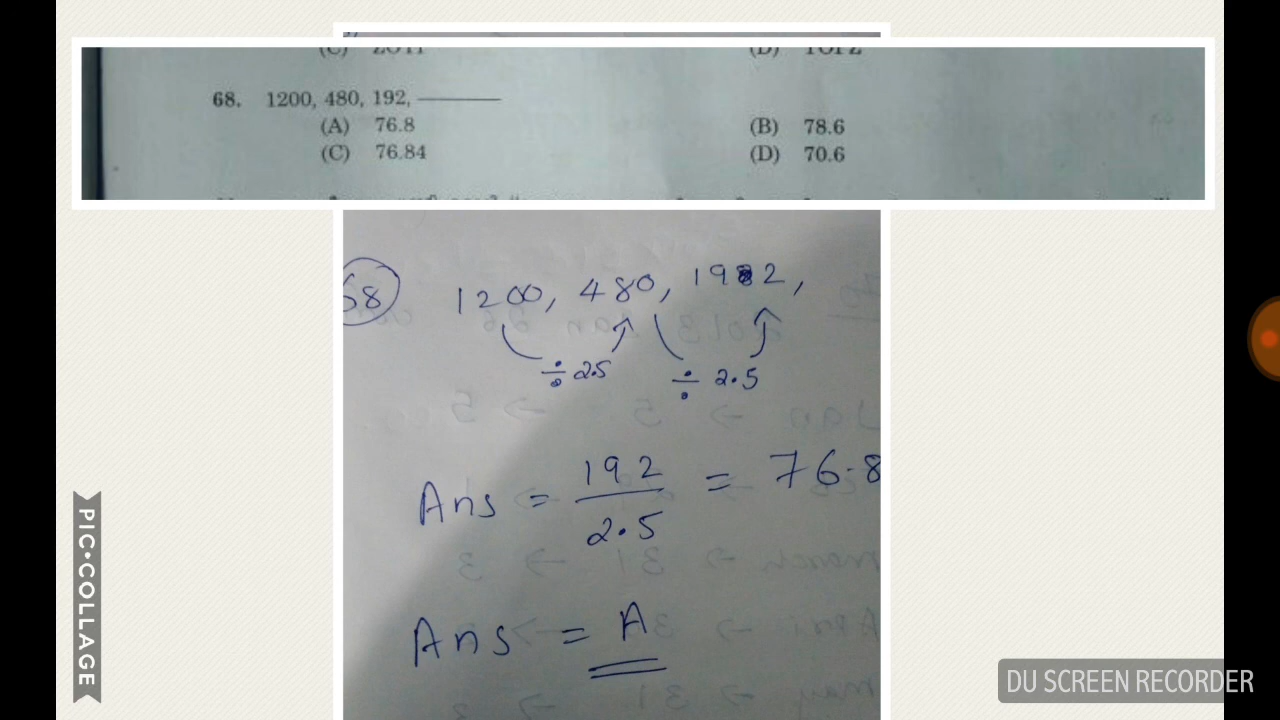 68. 1200, 480, 192, ————
(A) 76.8
(B) 78.6
(C) 76.84
(D) 70.6
68
1200, 480, 192,
÷ 2.5 ÷ 2.5
Ans = 192/2.5 = 76.8
Ans = A
PIC•COLLAGE
DU SCREEN RECORDER